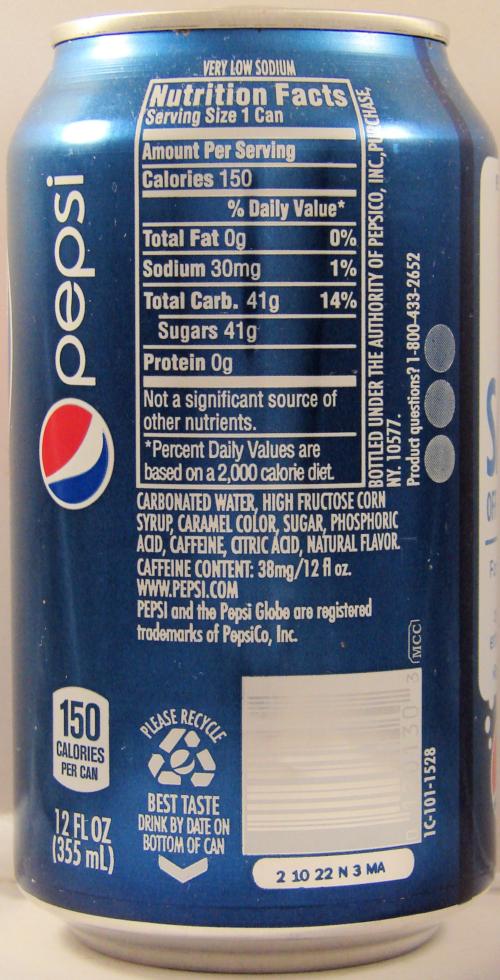 VERY LOW SODIUM
Nutrition Facts
Serving Size 1 Can
Amount Per Serving
Calories 150
% Daily Value*
Total Fat 0g 0%
Sodium 30mg 1%
Total Carb. 41g 14%
Sugars 41g
Protein 0g
Not a significant source of
other nutrients.
*Percent Daily Values are
based on a 2,000 calorie diet.
BOTTLED UNDER THE AUTHORITY OF PEPSICO, INC., PURCHASE,
NY. 10577.
Product questions? 1-800-433-2652
CARBONATED WATER, HIGH FRUCTOSE CORN
SYRUP, CARAMEL COLOR, SUGAR, PHOSPHORIC
ACID, CAFFEINE, CITRIC ACID, NATURAL FLAVOR.
CAFFEINE CONTENT: 38mg/12 fl oz.
WWW.PEPSI.COM
PEPSI and the Pepsi Globe are registered
trademarks of PepsiCo, Inc.
pepsi
150
CALORIES
PER CAN
12 FL OZ
(355 mL)
PLEASE RECYCLE
BEST TASTE
DRINK BY DATE ON
BOTTOM OF CAN
MCC
1C-101-1528
2 10 22 N 3 MA